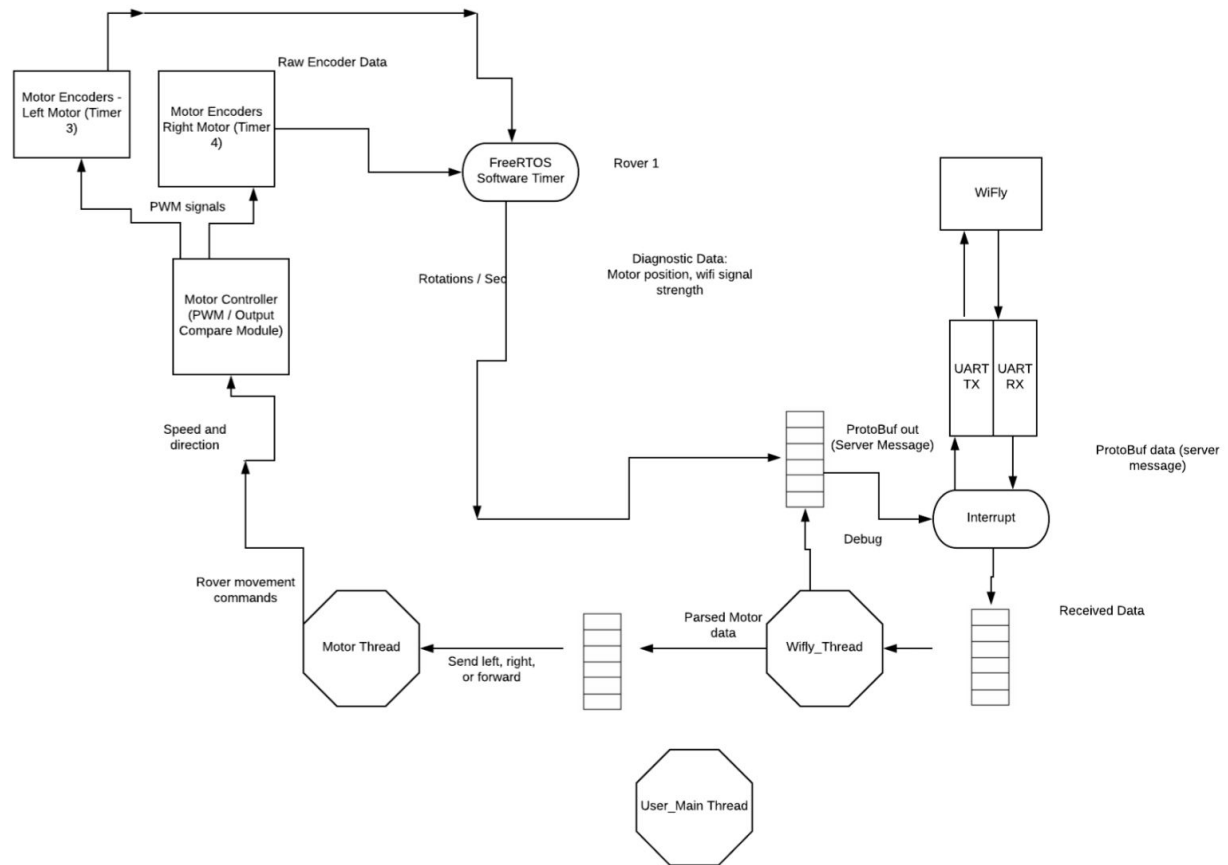 Raw Encoder Data
Motor Encoders -
Left Motor (Timer
3)
Motor Encoders
Right Motor (Timer
4)
FreeRTOS
Software Timer
Rover 1
WiFly
PWM signals
Motor Controller
(PWM / Output
Compare Module)
Rotations / Sec
Diagnostic Data:
Motor position, wifi signal
strength
UART
TX
UART
RX
Speed and
direction
ProtoBuf out
(Server Message)
ProtoBuf data (server
message)
Interrupt
Debug
Rover movement
commands
Motor Thread
Send left, right,
or forward
Parsed Motor
data
Wifly_Thread
Received Data
User_Main Thread